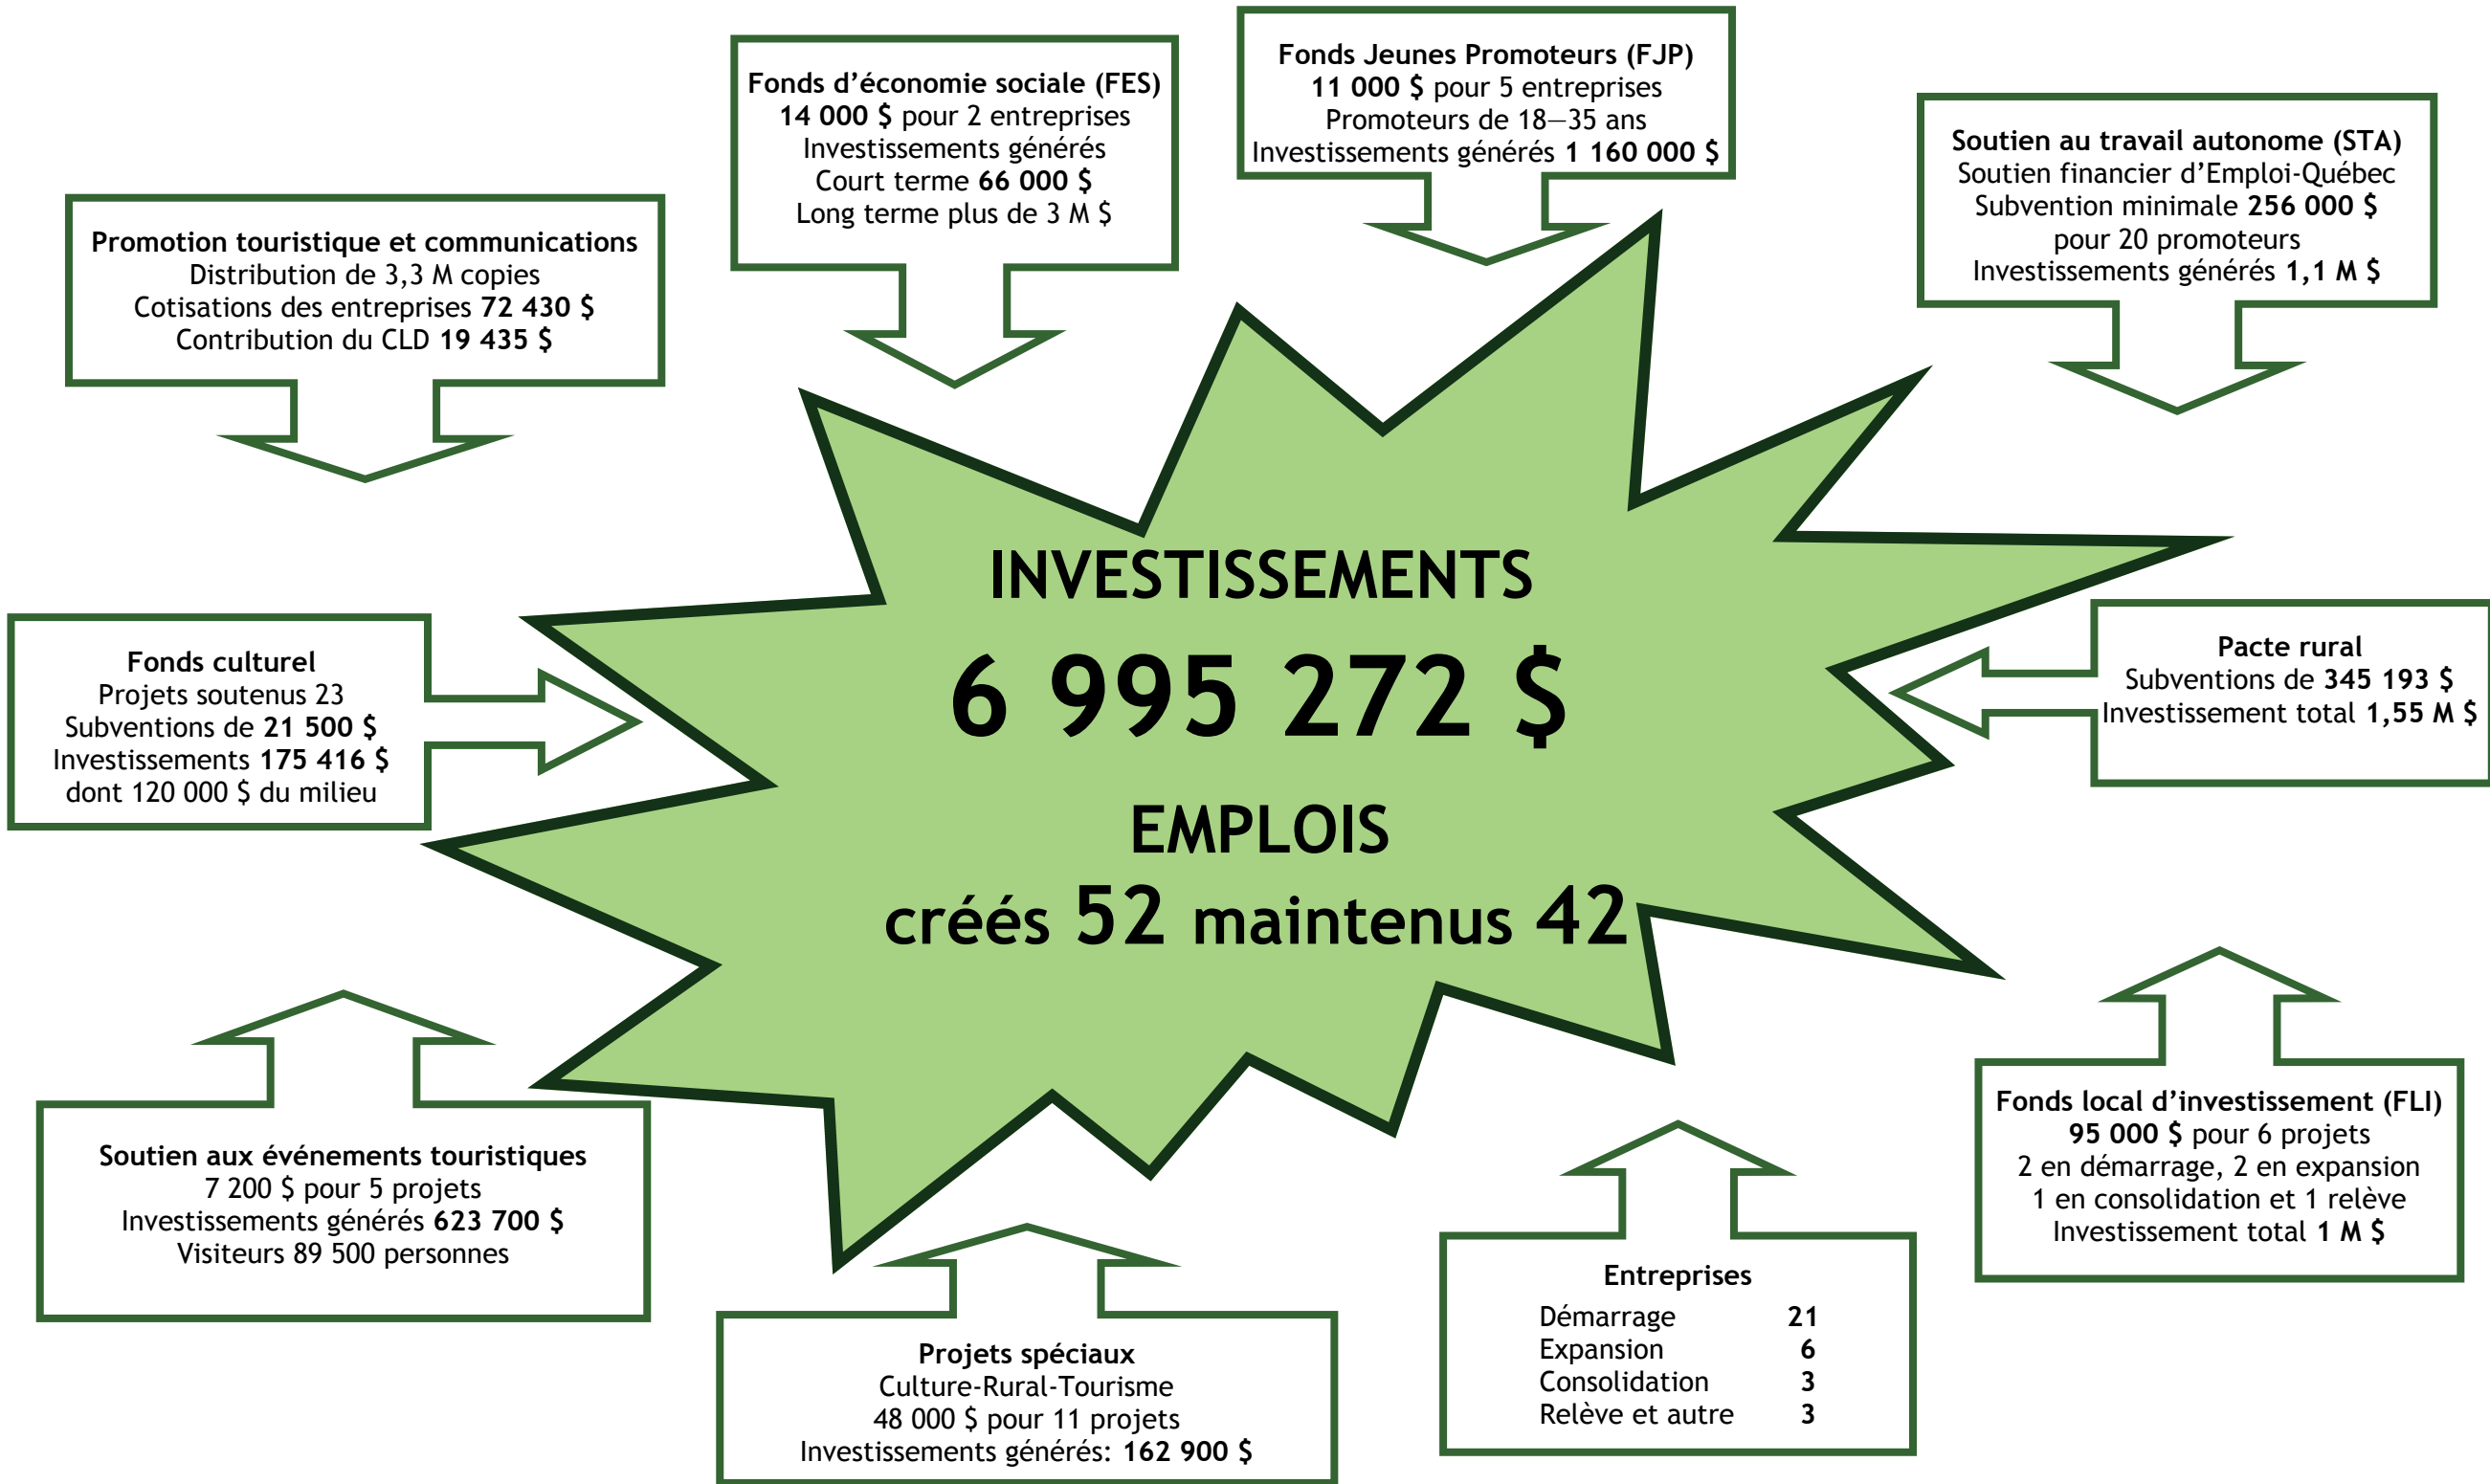 Fonds Jeunes Promoteurs (FJP)
11 000 $ pour 5 entreprises
Promoteurs de 18—35 ans
Investissements générés 1 160 000 $
Fonds d’économie sociale (FES)
14 000 $ pour 2 entreprises
Investissements générés
Court terme 66 000 $
Long terme plus de 3 M $
Soutien au travail autonome (STA)
Soutien financier d’Emploi-Québec
Subvention minimale 256 000 $
pour 20 promoteurs
Investissements générés 1,1 M $
Promotion touristique et communications
Distribution de 3,3 M copies
Cotisations des entreprises 72 430 $
Contribution du CLD 19 435 $
INVESTISSEMENTS
6 995 272 $
EMPLOIS
créés 52 maintenus 42
Fonds culturel
Projets soutenus 23
Subventions de 21 500 $
Investissements 175 416 $
dont 120 000 $ du milieu
Pacte rural
Subventions de 345 193 $
Investissement total 1,55 M $
Soutien aux événements touristiques
7 200 $ pour 5 projets
Investissements générés 623 700 $
Visiteurs 89 500 personnes
Projets spéciaux
Culture-Rural-Tourisme
48 000 $ pour 11 projets
Investissements générés: 162 900 $
Entreprises
Démarrage 21
Expansion 6
Consolidation 3
Relève et autre 3
Fonds local d’investissement (FLI)
95 000 $ pour 6 projets
2 en démarrage, 2 en expansion
1 en consolidation et 1 relève
Investissement total 1 M $